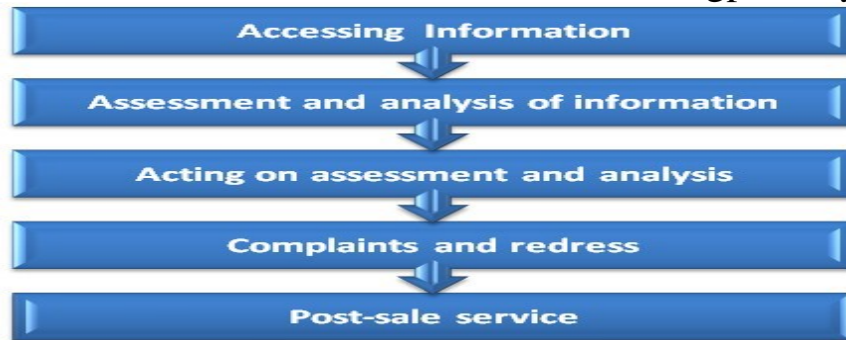 Accessing Information
Assessment and analysis of information
Acting on assessment and analysis
Complaints and redress
Post-sale service